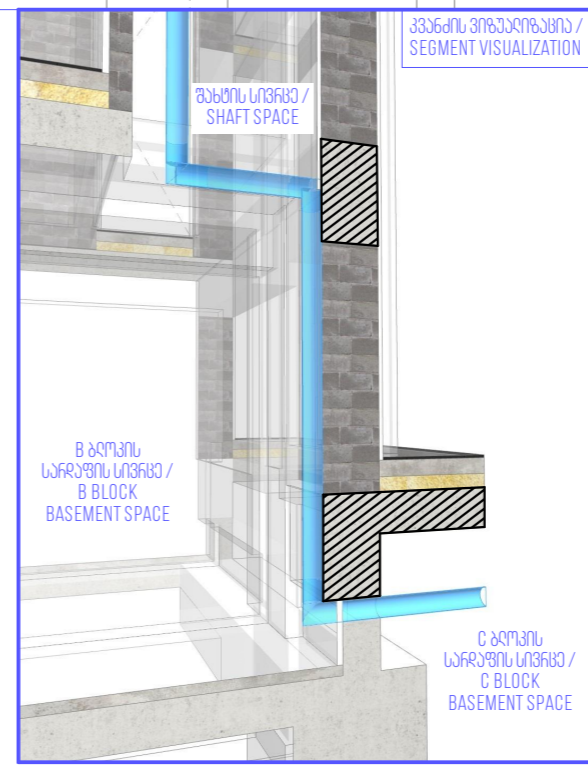 კვანძის ვიზუალიზაცია /
SEGMENT VISUALIZATION
შახტის სივრცე /
SHAFT SPACE
B ბლოკის
სარდაფის სივრცე /
B BLOCK
BASEMENT SPACE
C ბლოკის
სარდაფის სივრცე /
C BLOCK
BASEMENT SPACE